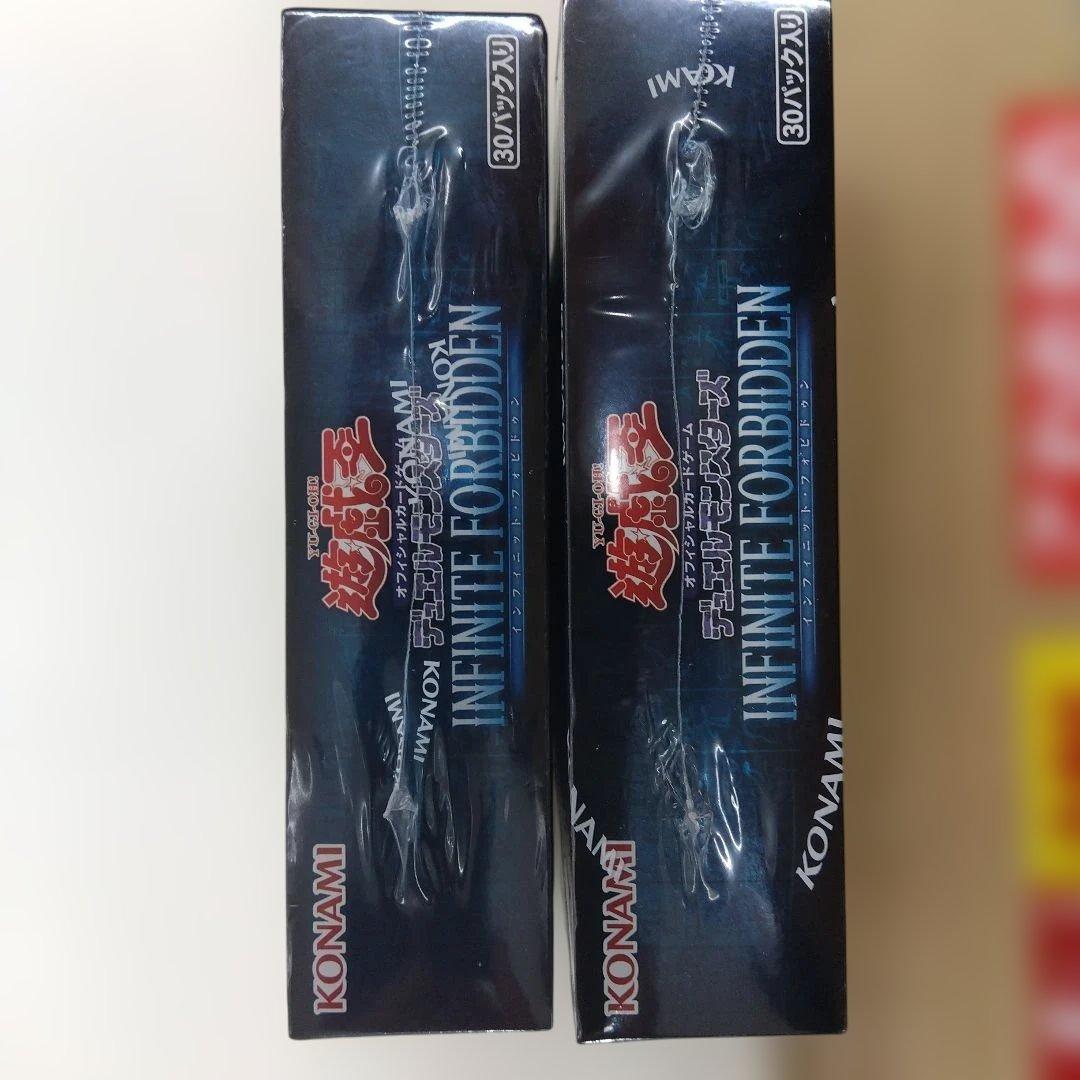 30パック入り
YU-GI-OH!
遊戯王
オフィシャルカードゲーム
デュエルモンスターズ
INFINITE FORBIDDEN
インフィニット・フォビドゥン
KONAMI
KONAMI
KONAMI
KONAMI
30パック入り
YU-GI-OH!
遊戯王
オフィシャルカードゲーム
デュエルモンスターズ
INFINITE FORBIDDEN
インフィニット・フォビドゥン
KONAMI
KONAMI